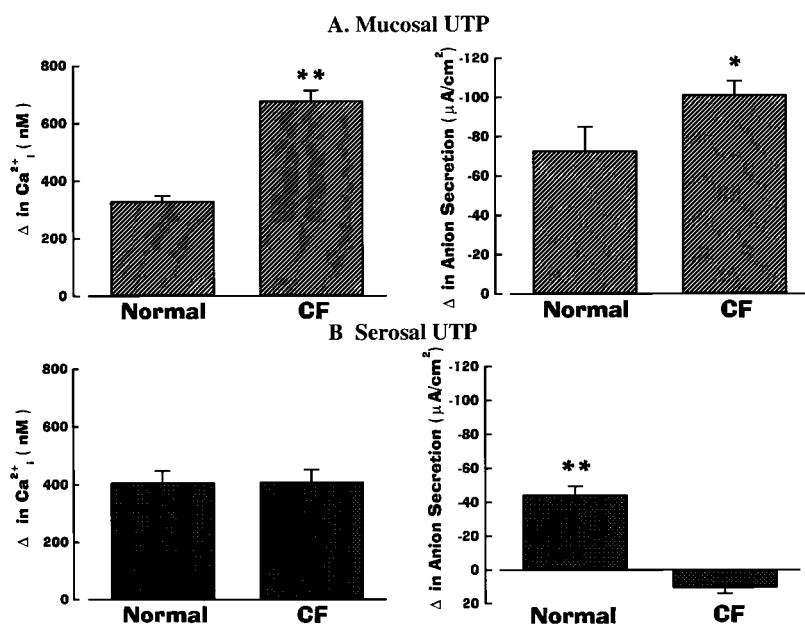 A. Mucosal UTP
Δ in Ca²⁺ᵢ (nM)
800
600
400
200
0
**
Normal
CF
Δ in Anion Secretion (μA/cm²)
-120
-100
-80
-60
-40
-20
0
*
Normal
CF
B Serosal UTP
Δ in Ca²⁺ᵢ (nM)
800
600
400
200
0
Normal
CF
Δ in Anion Secretion (μA/cm²)
-120
-100
-80
-60
-40
-20
0
20
**
Normal
CF